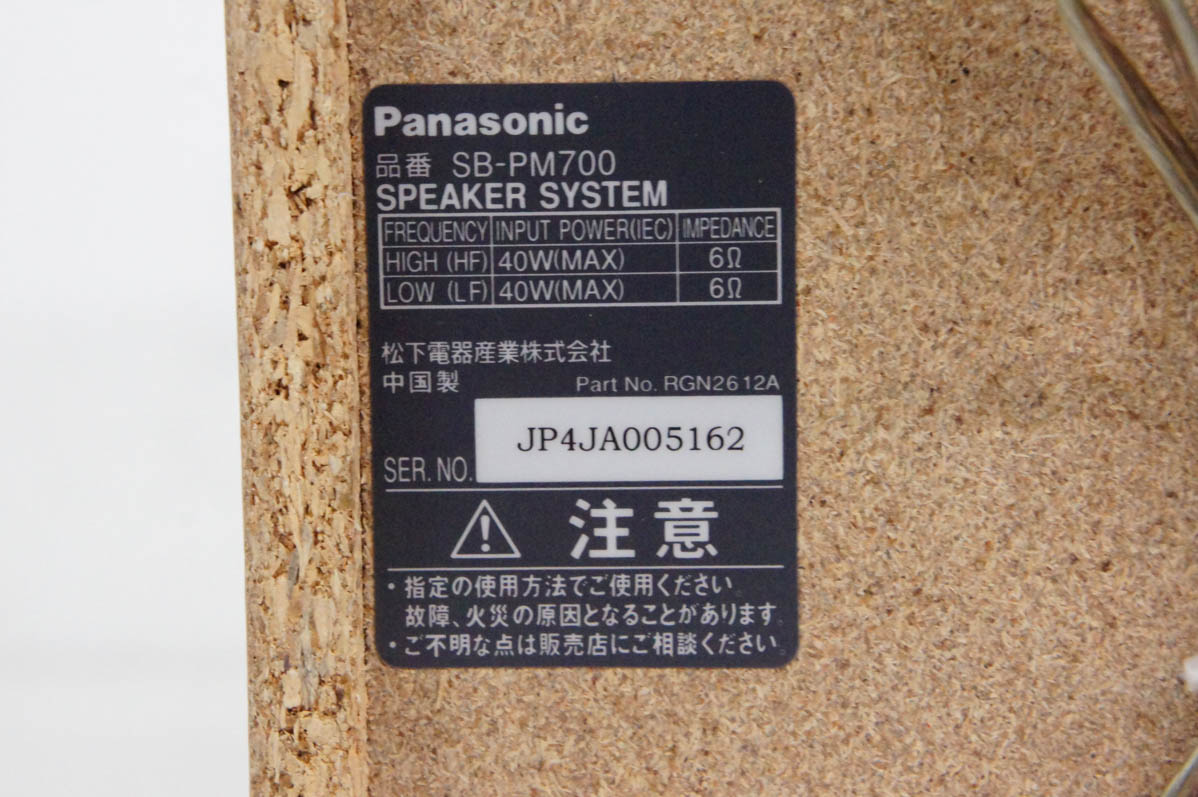 Panasonic
品番 SB-PM700
SPEAKER SYSTEM
FREQUENCY INPUT POWER(IEC) IMPEDANCE
HIGH (HF) 40W(MAX) 6Ω
LOW (LF) 40W(MAX) 6Ω
松下電器産業株式会社
中国製 Part No. RGN2612A
SER. NO. JP4JA005162
注意
・指定の使用方法でご使用ください。
故障、火災の原因となることがあります。
・ご不明な点は販売店にご相談ください。